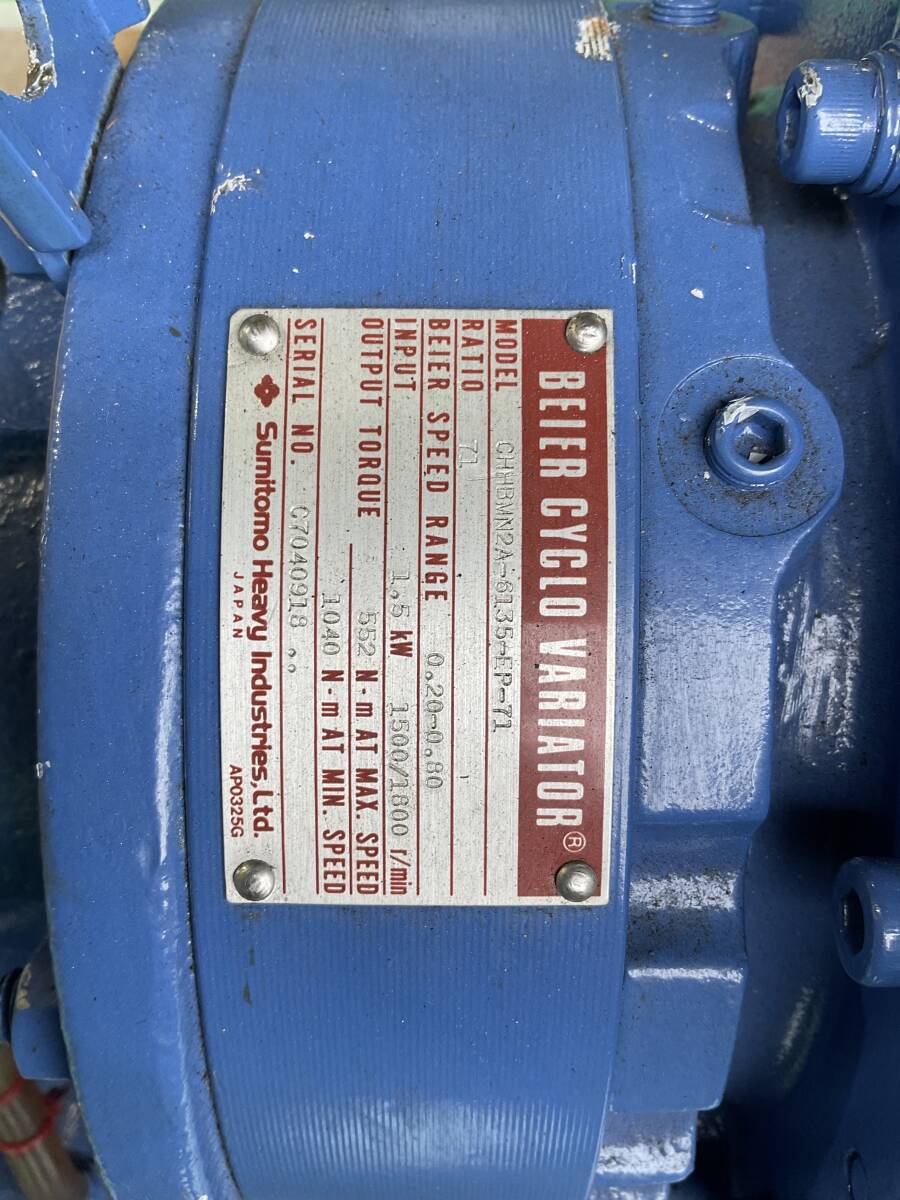 BEIER CYCLO VARIATOR®
MODEL CHHBMN2A-6135-EP-71
RATIO 71
BEIER SPEED RANGE 0.20~0.80
INPUT 1.5 kW 1500/1800 r/min
OUTPUT TORQUE 552 N·m AT MAX. SPEED
1040 N·m AT MIN. SPEED
SERIAL NO. C7040918 ..
Sumitomo Heavy Industries, Ltd.
JAPAN
AP0325G